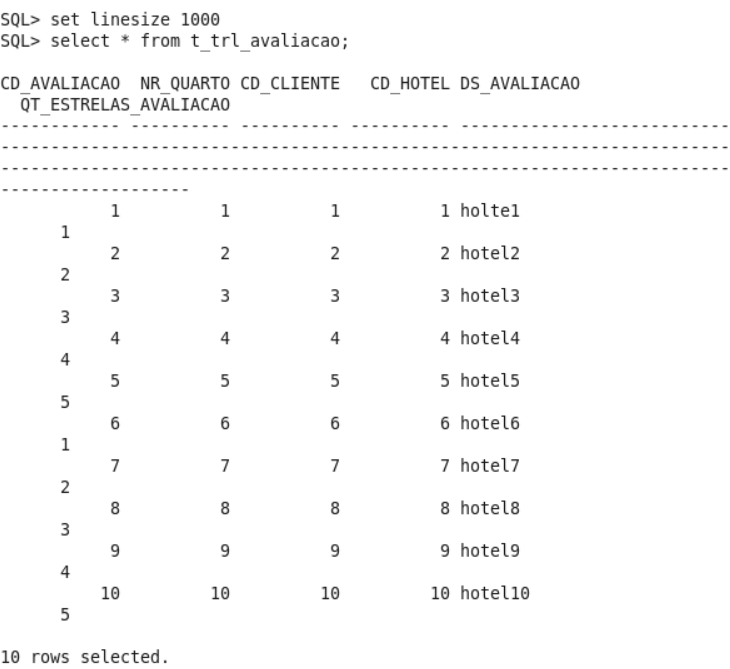 SQL> set linesize 1000
SQL> select * from t_trl_avaliacao;
CD_AVALIACAO  NR_QUARTO CD_CLIENTE   CD_HOTEL DS_AVALIACAO
  QT_ESTRELAS_AVALIACAO
------------ ---------- ---------- ---------- ---------------------------
-------------------------------------------------------------------------
-------------------------------------------------------------------------
-------------------
           1          1          1          1 holte1
      1
           2          2          2          2 hotel2
      2
           3          3          3          3 hotel3
      3
           4          4          4          4 hotel4
      4
           5          5          5          5 hotel5
      5
           6          6          6          6 hotel6
      1
           7          7          7          7 hotel7
      2
           8          8          8          8 hotel8
      3
           9          9          9          9 hotel9
      4
          10         10         10         10 hotel10
      5
10 rows selected.